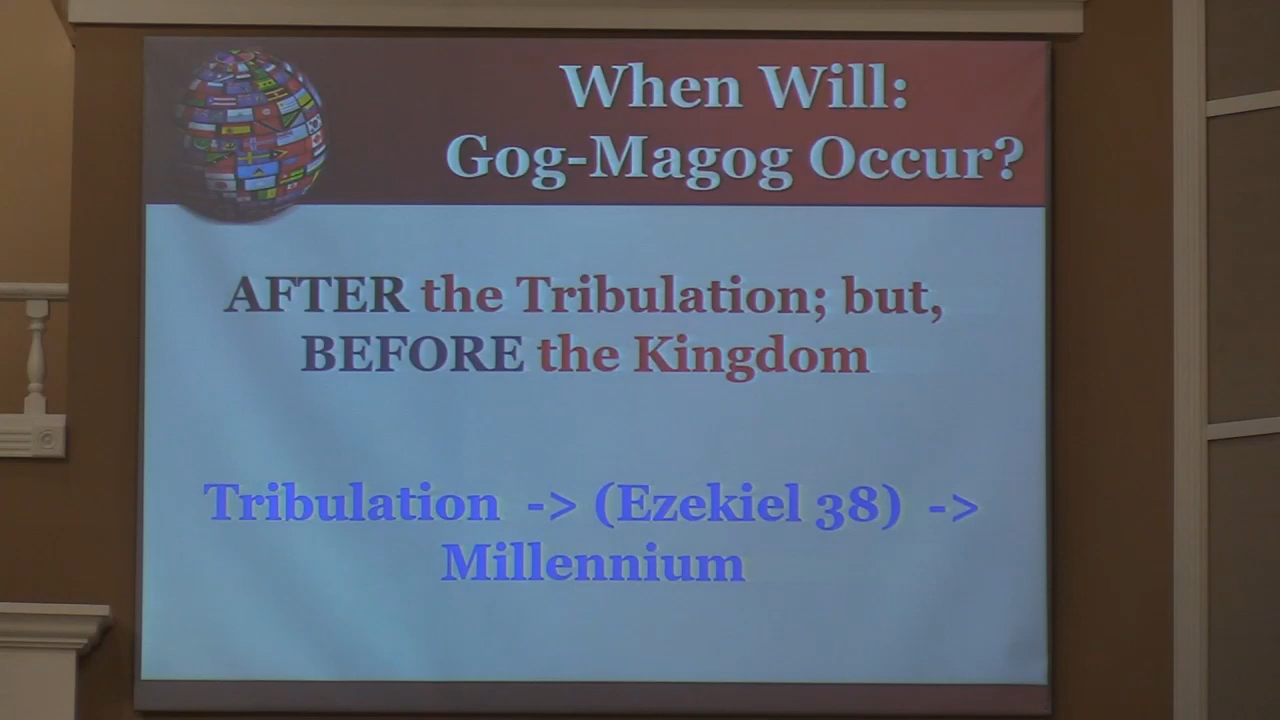 When Will:
Gog-Magog Occur?
AFTER the Tribulation; but,
BEFORE the Kingdom
Tribulation -> (Ezekiel 38) ->
Millennium